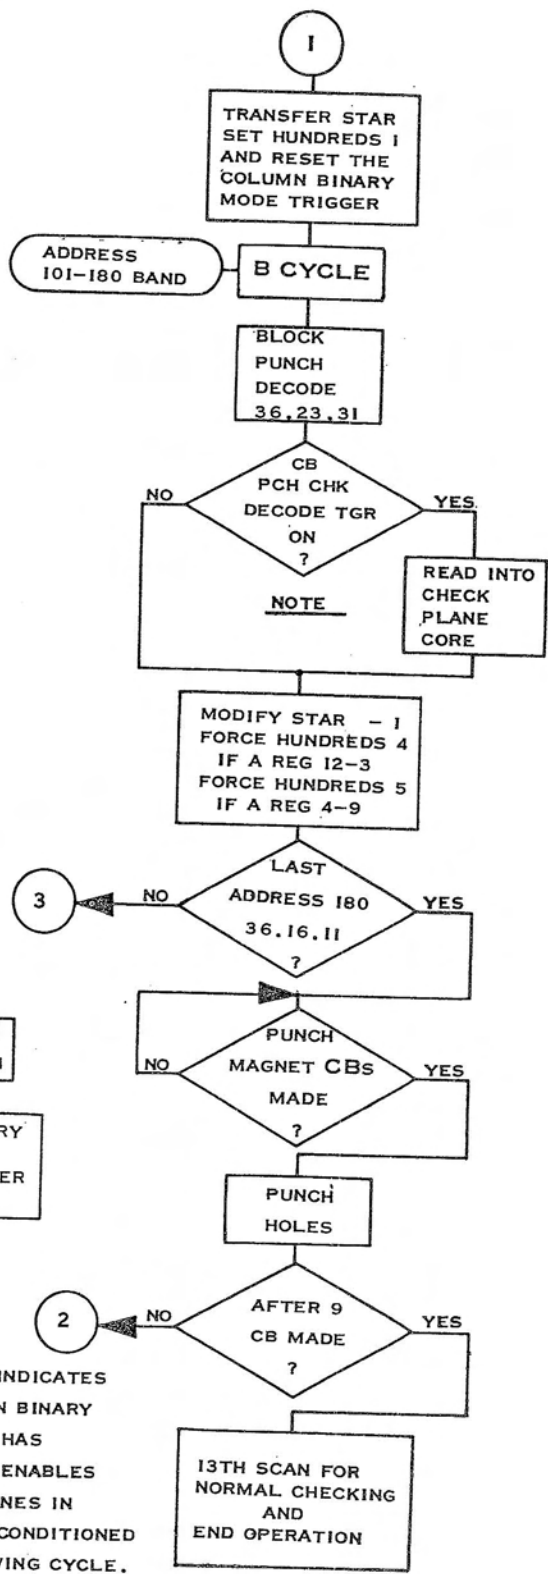 1
TRANSFER STAR
SET HUNDREDS 1
AND RESET THE
COLUMN BINARY
MODE TRIGGER
ADDRESS
101-180 BAND
B CYCLE
BLOCK
PUNCH
DECODE
36.23.31
CB
PCH CHK
DECODE TGR
ON
?
NO
YES
NOTE
READ INTO
CHECK
PLANE
CORE
MODIFY STAR - 1
FORCE HUNDREDS 4
IF A REG 12-3
FORCE HUNDREDS 5
IF A REG 4-9
LAST
ADDRESS 180
36.16.11
?
NO
YES
3
PUNCH
MAGNET CBs
MADE
?
NO
YES
RY
ER
PUNCH
HOLES
AFTER 9
CB MADE
?
NO
YES
2
INDICATES
N BINARY
HAS
ENABLES
NES IN
CONDITIONED
WING CYCLE.
13TH SCAN FOR
NORMAL CHECKING
AND
END OPERATION